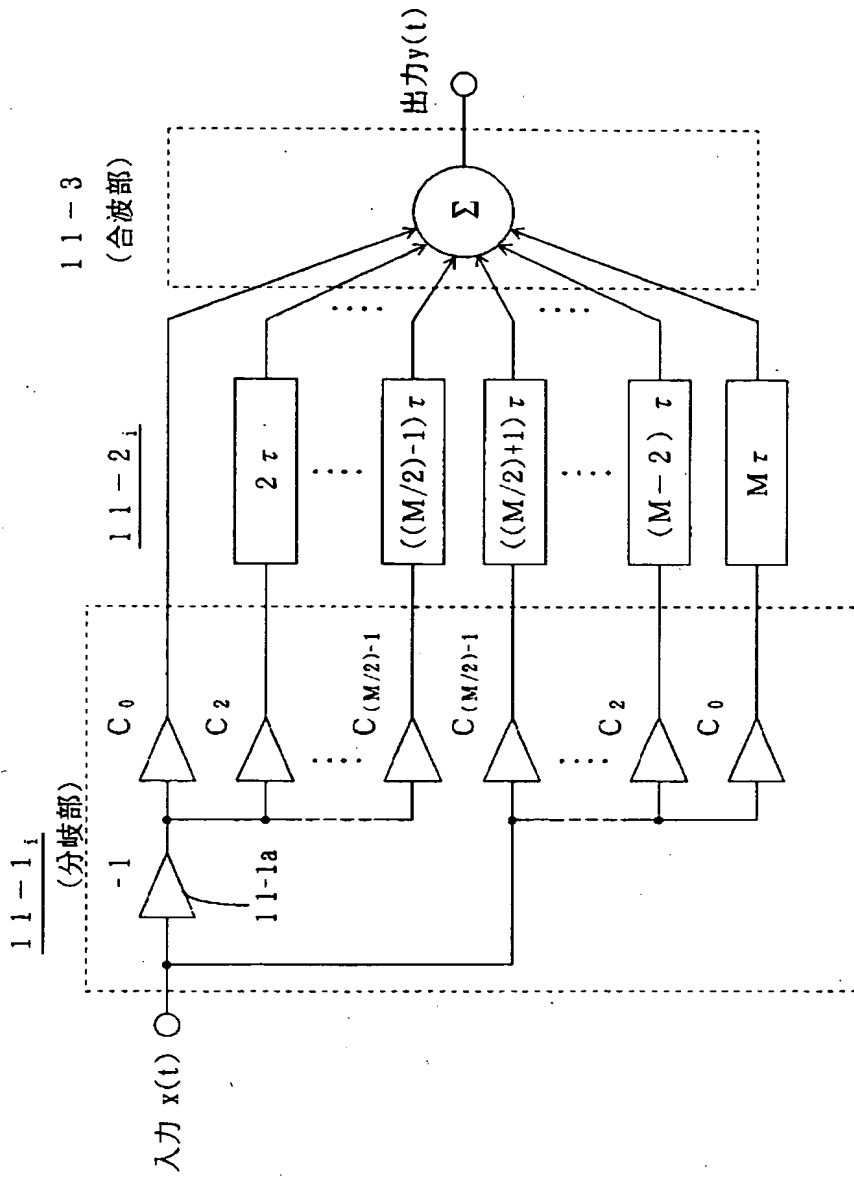 11-1i
(分岐部)
11-2i
11-3
(合波部)
入力 x(t)
-1
11-1a
C0
C2
....
C(M/2)-1
C(M/2)-1
....
C2
C0
2τ
....
((M/2)-1)τ
((M/2)+1)τ
....
(M-2) τ
Mτ
....
....
Σ
出力y(t)